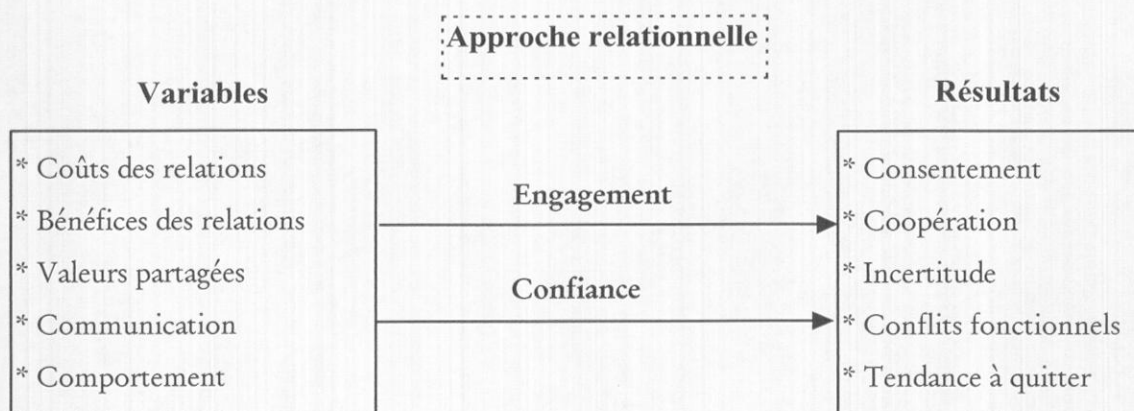 Approche relationnelle
Variables
Résultats
* Coûts des relations
* Bénéfices des relations
* Valeurs partagées
* Communication
* Comportement
Engagement
Confiance
* Consentement
* Coopération
* Incertitude
* Conflits fonctionnels
* Tendance à quitter